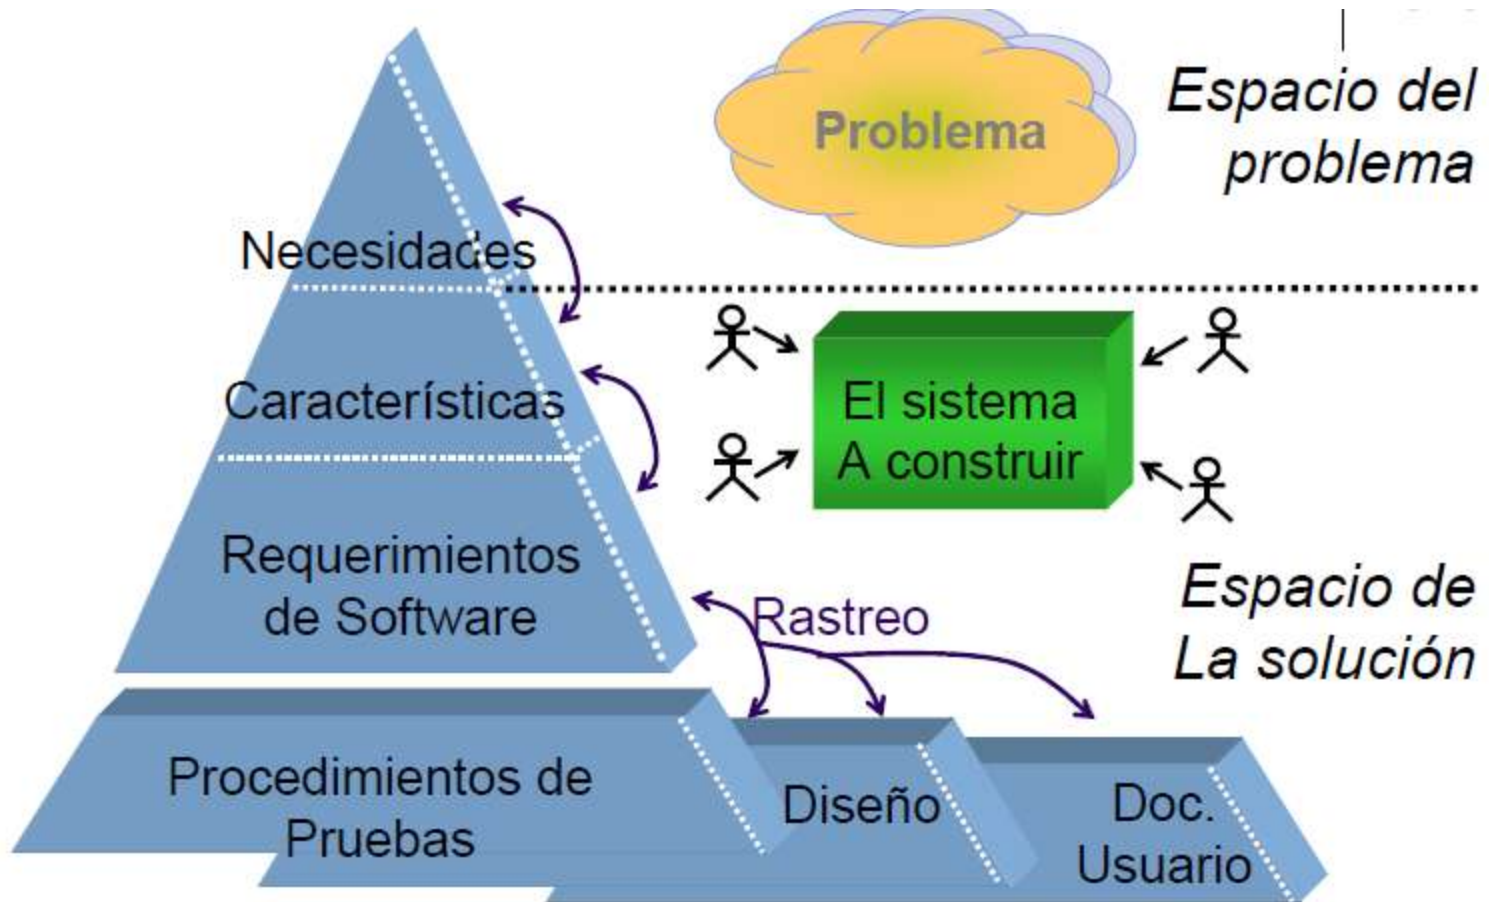 Problema
Espacio del
problema
Necesidades
Características
El sistema
A construir
Requerimientos
de Software
Rastreo
Espacio de
La solución
Procedimientos de
Pruebas
Diseño
Doc.
Usuario